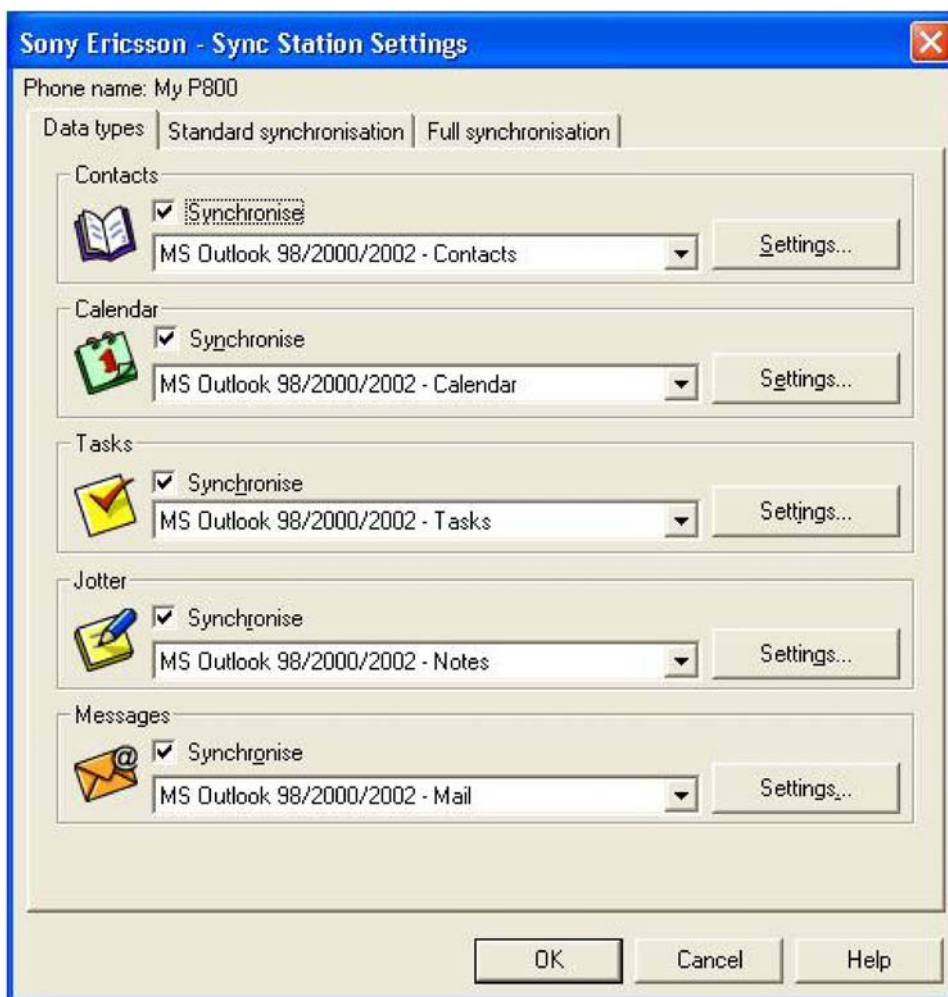 Sony Ericsson - Sync Station Settings
Phone name: My P800
Data types Standard synchronisation Full synchronisation
Contacts
Synchronise
MS Outlook 98/2000/2002 - Contacts Settings...
Calendar
1
Synchronise
MS Outlook 98/2000/2002 - Calendar Settings...
Tasks
Synchronise
MS Outlook 98/2000/2002 - Tasks Settings...
Jotter
Synchronise
MS Outlook 98/2000/2002 - Notes Settings...
Messages
@
Synchronise
MS Outlook 98/2000/2002 - Mail Settings...
OK Cancel Help